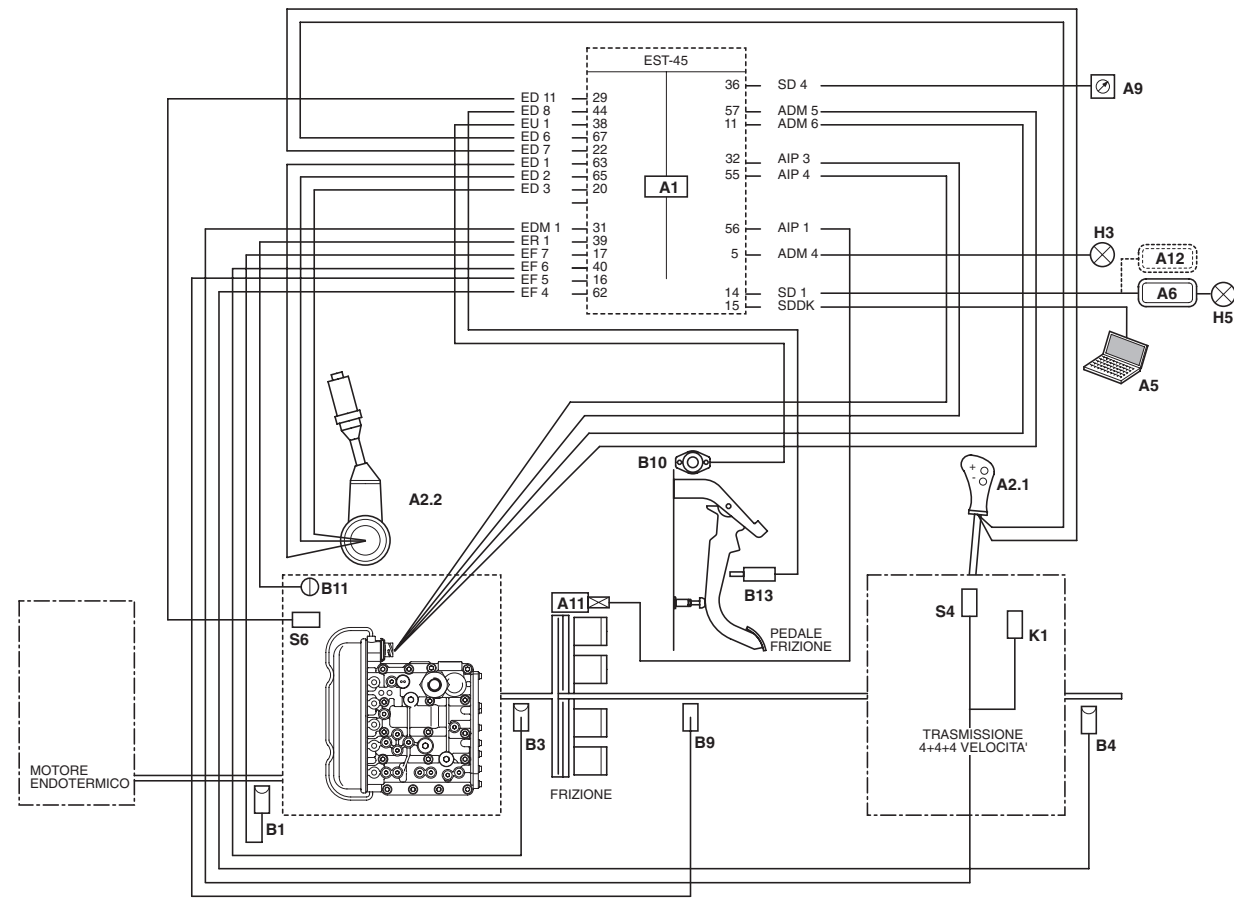 EST-45
A1
ED 11 29
ED 8 44
EU 1 38
ED 6 67
ED 7 22
ED 1 63
ED 2 65
ED 3 20
EDM 1 31
ER 1 39
EF 7 17
EF 6 40
EF 5 16
EF 4 62
36 SD 4
57 ADM 5
11 ADM 6
32 AIP 3
55 AIP 4
56 AIP 1
5 ADM 4
14 SD 1
15 SDDK
A9
H3
A12
A6
H5
A5
A2.2
B10
A2.1
B13
PEDALE
FRIZIONE
B11
S6
A11
S4
K1
B3
B9
B4
TRASMISSIONE
4+4+4 VELOCITA'
MOTORE
ENDOTERMICO
B1
FRIZIONE
+
-